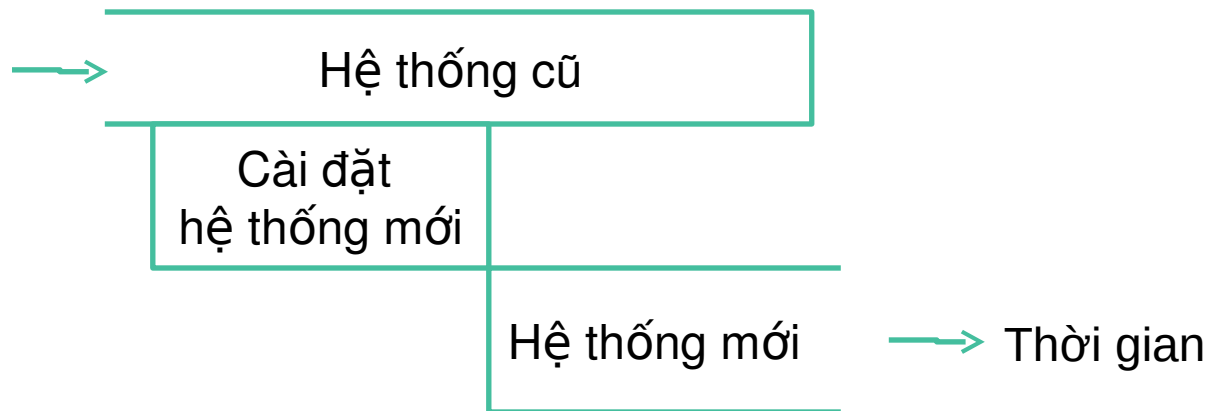 Hệ thống cũ
Cài đặt
hệ thống mới
Hệ thống mới
Thời gian